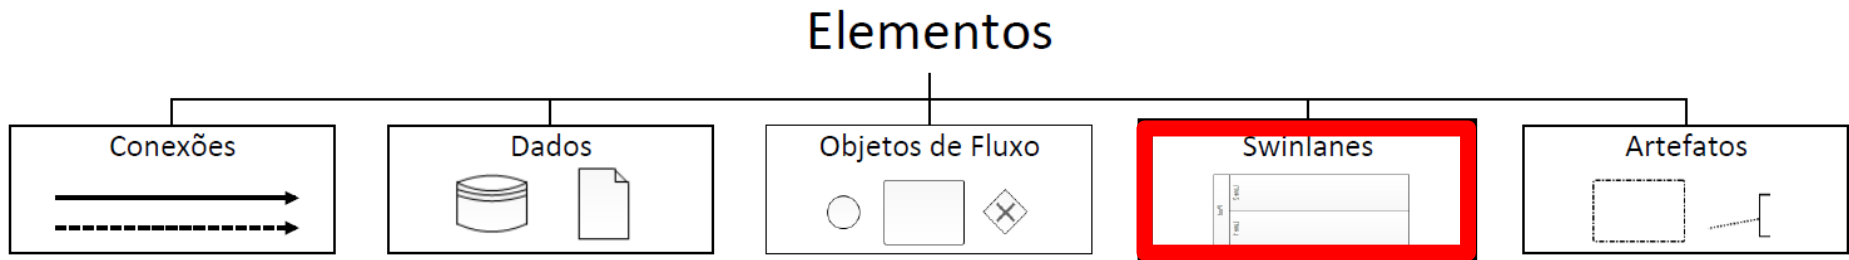 Elementos
Conexões
Dados
Objetos de Fluxo
Swinlanes
Artefatos